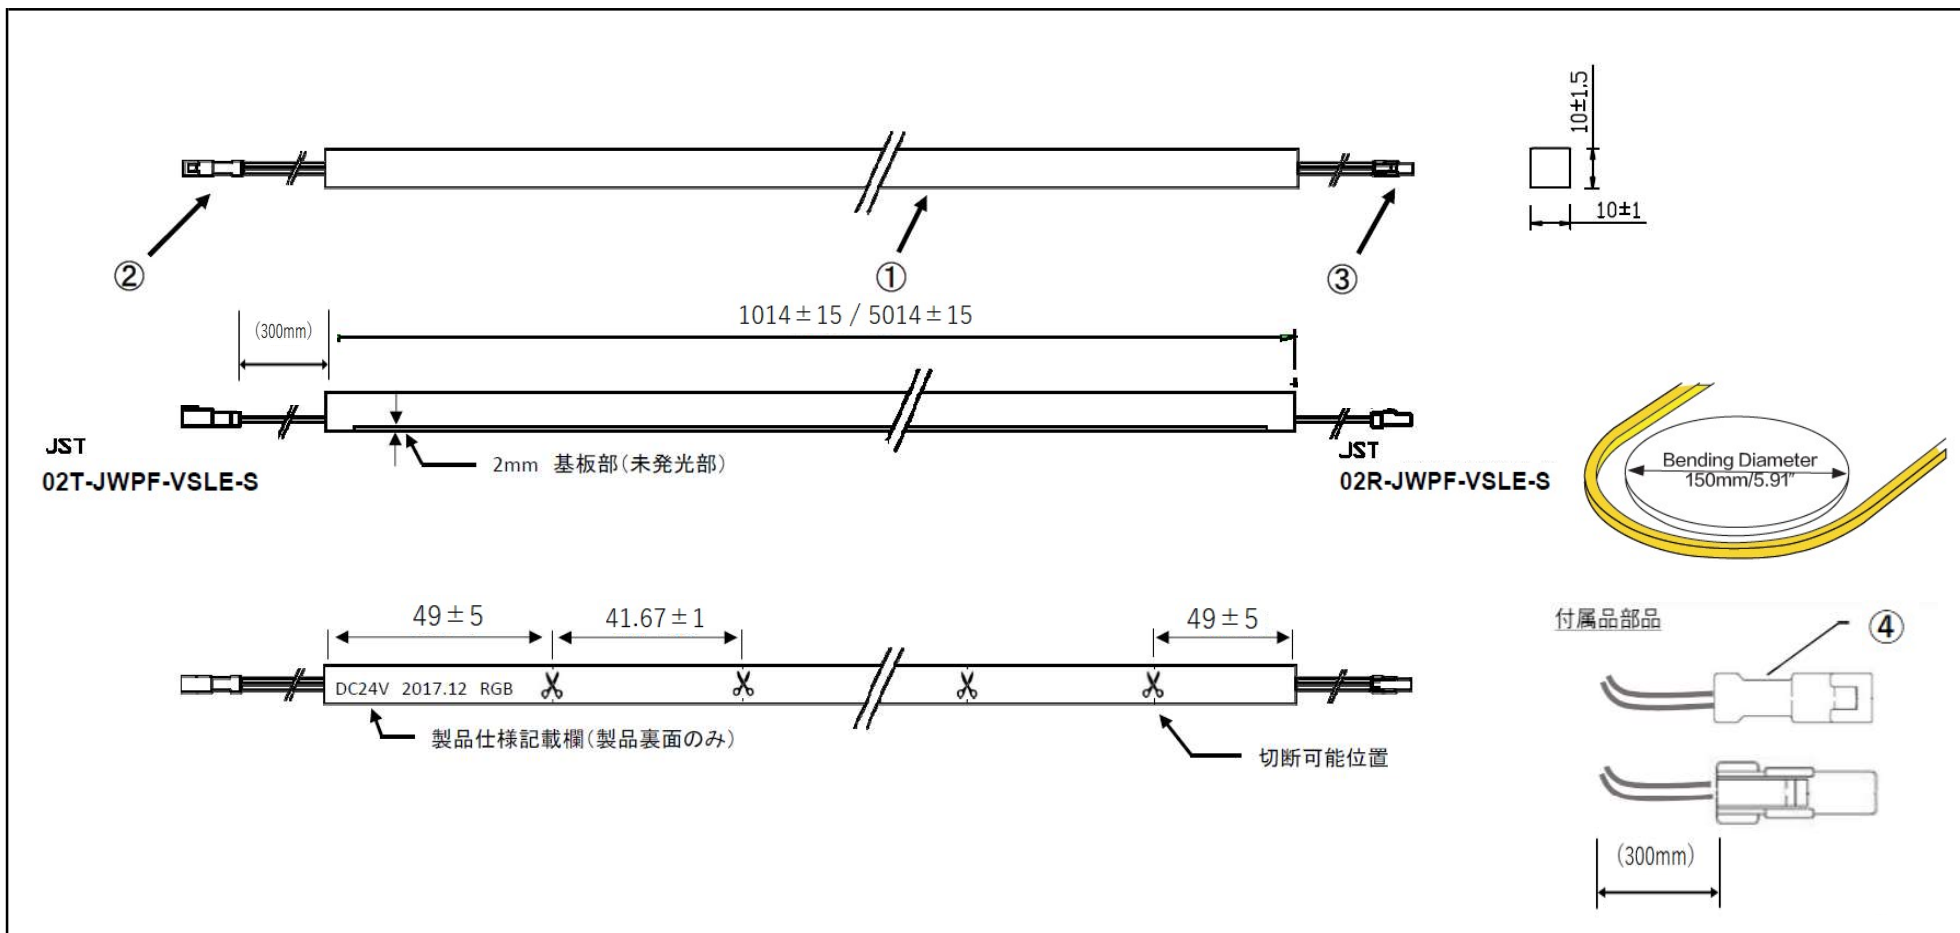 10±1.5
10±1
②
①
③
(300mm)
1014±15 / 5014±15
JST
02T-JWPF-VSLE-S
2mm 基板部(未発光部)
JST
02R-JWPF-VSLE-S
Bending Diameter
150mm/5.91"
49±5
41.67±1
49±5
DC24V 2017.12 RGB
製品仕様記載欄(製品裏面のみ)
切断可能位置
付属品部品
④
(300mm)